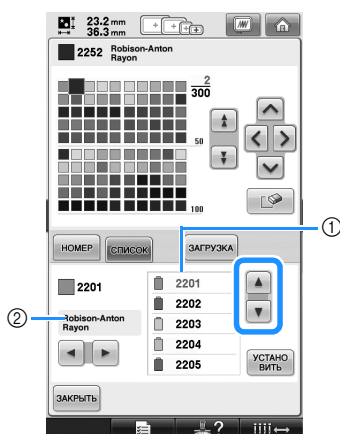 23.2 mm
36.3 mm
2252 Robison-Anton
Rayon
2
300
50
100
НОМЕР СПИСОК ЗАГРУЗКА
①
2201
Robison-Anton
Rayon
②
2201
2202
2203
2204
2205
УСТАНО
ВИТЬ
ЗАКРЫТЬ
?